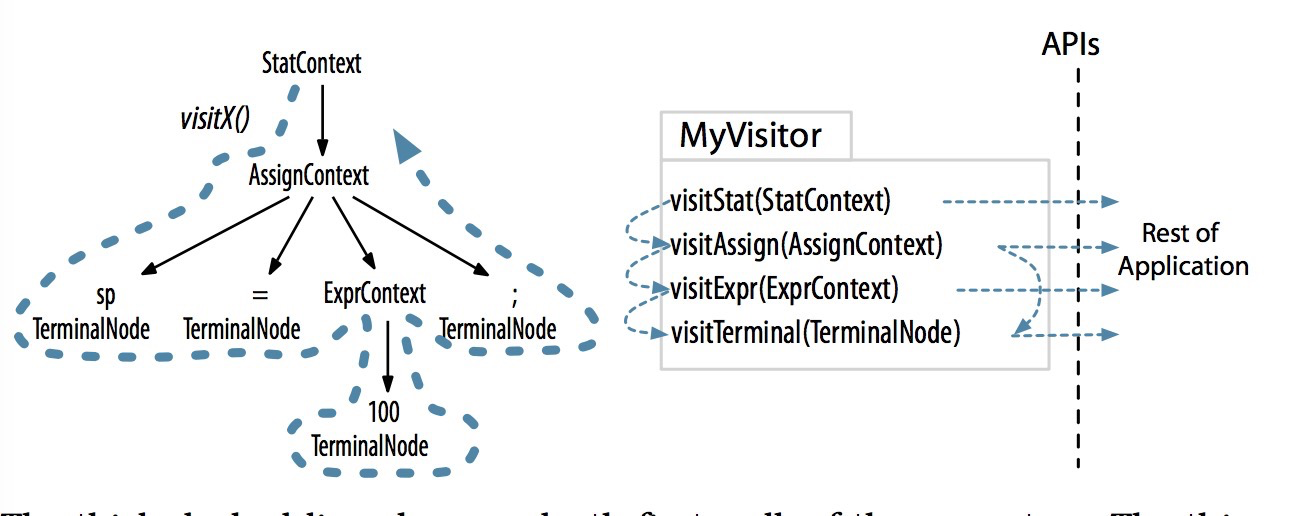 StatContext
visitX()
AssignContext
sp = ExprContext ;
TerminalNode TerminalNode TerminalNode
100
TerminalNode
APIs
MyVisitor
visitStat(StatContext)
visitAssign(AssignContext)
visitExpr(ExprContext)
visitTerminal(TerminalNode)
Rest of
Application